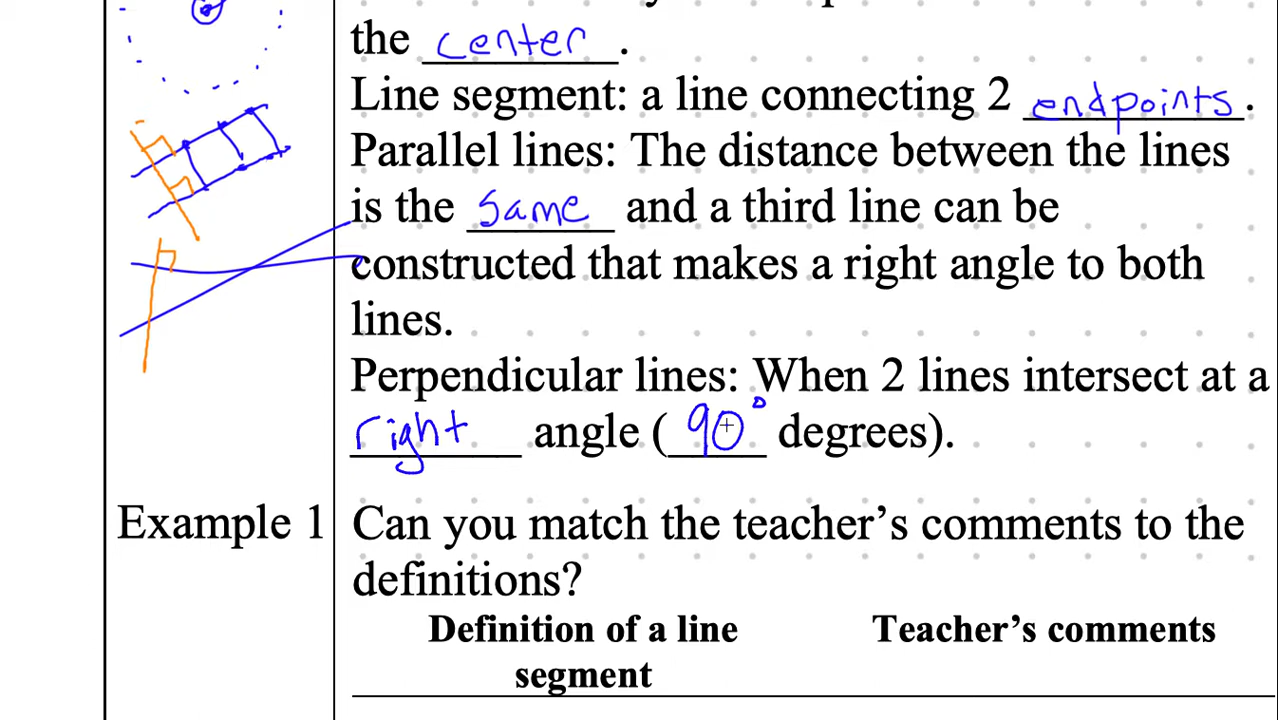 the center.
Line segment: a line connecting 2 endpoints.
Parallel lines: The distance between the lines
is the same and a third line can be
constructed that makes a right angle to both
lines.
Perpendicular lines: When 2 lines intersect at a
right angle (90° degrees).
Example 1
Can you match the teacher's comments to the
definitions?
Definition of a line
segment
Teacher's comments